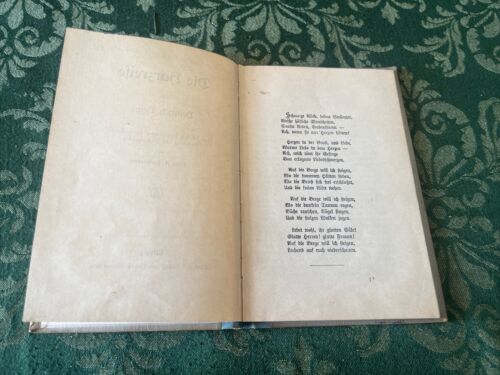 Die Harzreise
Schwarze Röcke, seidne Strümpfe,
Weiße höfliche Manschetten,
Sanfte Reden, Embrassieren —
Ach, wenn sie nur Herzen hätten!
Herzen in der Brust, und Liebe,
Warme Liebe in dem Herzen —
Ach, mich tötet ihr Gesinge
Von erlognen Liebesschmerzen.
Auf die Berge will ich steigen,
Wo die frommen Hütten stehen,
Wo die Brust sich frei erschließet,
Und die freien Lüfte wehen.
Auf die Berge will ich steigen,
Wo die dunkeln Tannen ragen,
Bäche rauschen, Vögel singen,
Und die stolzen Wolken jagen.
Lebet wohl, ihr glatten Säle!
Glatte Herren! glatte Frauen!
Auf die Berge will ich steigen,
Lachend auf euch niederschauen.